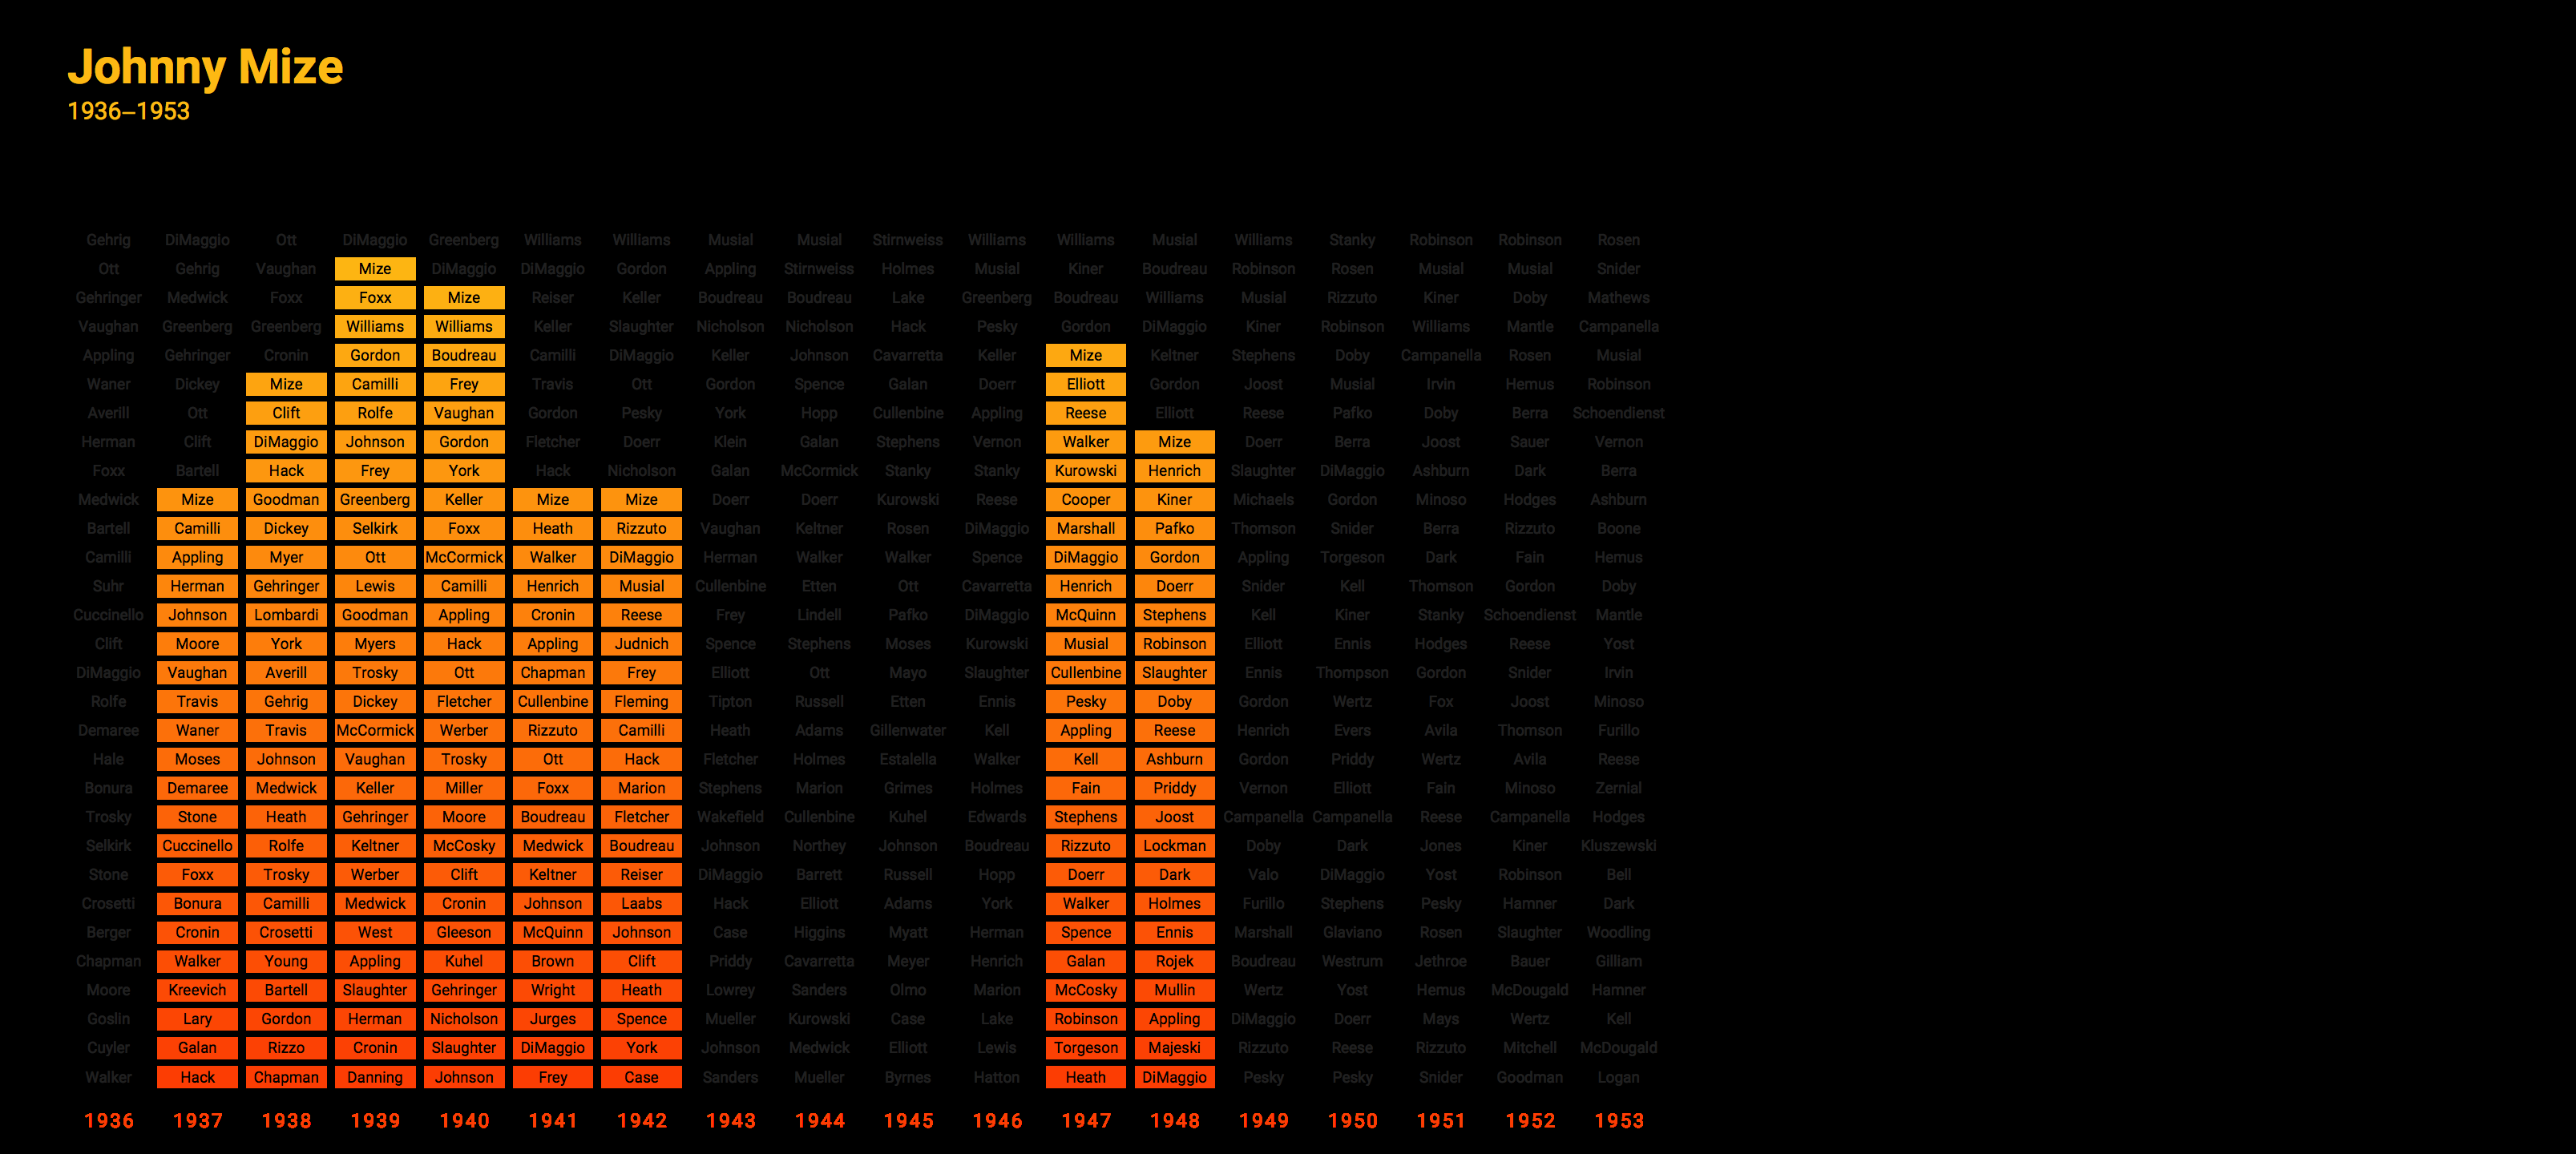 Johnny Mize
1936–1953
Gehrig DiMaggio Ott DiMaggio Greenberg Williams Williams Musial Musial Stirnweiss Williams Williams Musial Williams Stanky Robinson Robinson Rosen
Ott Gehrig Vaughan Mize DiMaggio DiMaggio Gordon Appling Stirnweiss Holmes Musial Kiner Boudreau Robinson Rosen Musial Musial Snider
Gehringer Medwick Foxx Foxx Mize Reiser Keller Boudreau Boudreau Lake Greenberg Boudreau Williams Musial Rizzuto Kiner Doby Mathews
Vaughan Greenberg Greenberg Williams Williams Keller Slaughter Nicholson Nicholson Hack Pesky Gordon DiMaggio Kiner Robinson Williams Mantle Campanella
Appling Gehringer Cronin Gordon Boudreau Camilli DiMaggio Keller Johnson Cavarretta Keller Mize Keltner Stephens Doby Campanella Rosen Musial
Waner Dickey Mize Camilli Frey Travis Ott Gordon Spence Galan Doerr Elliott Gordon Joost Musial Irvin Hemus Robinson
Averill Ott Clift Rolfe Vaughan Gordon Pesky York Hopp Cullenbine Appling Reese Elliott Reese Pafko Doby Berra Schoendienst
Herman Clift DiMaggio Johnson Gordon Fletcher Doerr Klein Galan Stephens Vernon Walker Mize Doerr Berra Joost Sauer Vernon
Foxx Bartell Hack Frey York Hack Nicholson Galan McCormick Stanky Stanky Kurowski Henrich Slaughter DiMaggio Ashburn Dark Berra
Medwick Mize Goodman Greenberg Keller Mize Mize Doerr Doerr Kurowski Reese Cooper Kiner Michaels Gordon Minoso Hodges Ashburn
Bartell Camilli Dickey Selkirk Foxx Heath Rizzuto Vaughan Keltner Rosen DiMaggio Marshall Pafko Thomson Snider Berra Rizzuto Boone
Camilli Appling Myer Ott McCormick Walker DiMaggio Herman Walker Walker Spence DiMaggio Gordon Appling Torgeson Dark Fain Hemus
Suhr Herman Gehringer Lewis Camilli Henrich Musial Cullenbine Etten Ott Cavarretta Henrich Doerr Snider Kell Thomson Gordon Doby
Cuccinello Johnson Lombardi Goodman Appling Cronin Reese Frey Lindell Pafko DiMaggio McQuinn Stephens Kell Kiner Stanky Schoendienst Mantle
Clift Moore York Myers Hack Appling Judnich Spence Stephens Moses Kurowski Musial Robinson Elliott Ennis Hodges Reese Yost
DiMaggio Vaughan Averill Trosky Ott Chapman Frey Elliott Ott Mayo Slaughter Cullenbine Slaughter Ennis Thompson Gordon Snider Irvin
Rolfe Travis Gehrig Dickey Fletcher Cullenbine Fleming Tipton Russell Etten Ennis Pesky Doby Gordon Wertz Fox Joost Minoso
Demaree Waner Travis McCormick Werber Rizzuto Camilli Heath Adams Gillenwater Kell Appling Reese Henrich Evers Avila Thomson Furillo
Hale Moses Johnson Vaughan Trosky Ott Hack Fletcher Holmes Estalella Walker Kell Ashburn Gordon Priddy Wertz Avila Reese
Bonura Demaree Medwick Keller Miller Foxx Marion Stephens Marion Grimes Holmes Fain Priddy Vernon Elliott Fain Minoso Zernial
Trosky Stone Heath Gehringer Moore Boudreau Fletcher Wakefield Cullenbine Kuhel Edwards Stephens Joost Campanella Campanella Reese Campanella Hodges
Selkirk Cuccinello Rolfe Keltner McCosky Medwick Boudreau Johnson Northey Johnson Boudreau Rizzuto Lockman Doby Dark Jones Kiner Kluszewski
Stone Foxx Trosky Werber Clift Keltner Reiser DiMaggio Barrett Russell Hopp Doerr Dark Valo DiMaggio Yost Robinson Bell
Crosetti Bonura Camilli Medwick Cronin Johnson Laabs Hack Elliott Adams York Walker Holmes Furillo Stephens Pesky Hamner Dark
Berger Cronin Crosetti West Gleeson McQuinn Johnson Case Higgins Myatt Herman Spence Ennis Marshall Glaviano Rosen Slaughter Woodling
Chapman Walker Young Appling Kuhel Brown Clift Priddy Cavarretta Meyer Henrich Galan Rojek Boudreau Westrum Jethroe Bauer Gilliam
Moore Kreevich Bartell Slaughter Gehringer Wright Heath Lowrey Sanders Olmo Marion McCosky Mullin Wertz Yost Hemus McDougald Hamner
Goslin Lary Gordon Herman Nicholson Jurges Spence Mueller Kurowski Case Lake Robinson Appling DiMaggio Doerr Mays Wertz Kell
Cuyler Galan Rizzo Cronin Slaughter DiMaggio York Johnson Medwick Elliott Lewis Torgeson Majeski Rizzuto Reese Rizzuto Mitchell McDougald
Walker Hack Chapman Danning Johnson Frey Case Sanders Mueller Byrnes Hatton Heath DiMaggio Pesky Pesky Snider Goodman Logan
1936 1937 1938 1939 1940 1941 1942 1943 1944 1945 1946 1947 1948 1949 1950 1951 1952 1953